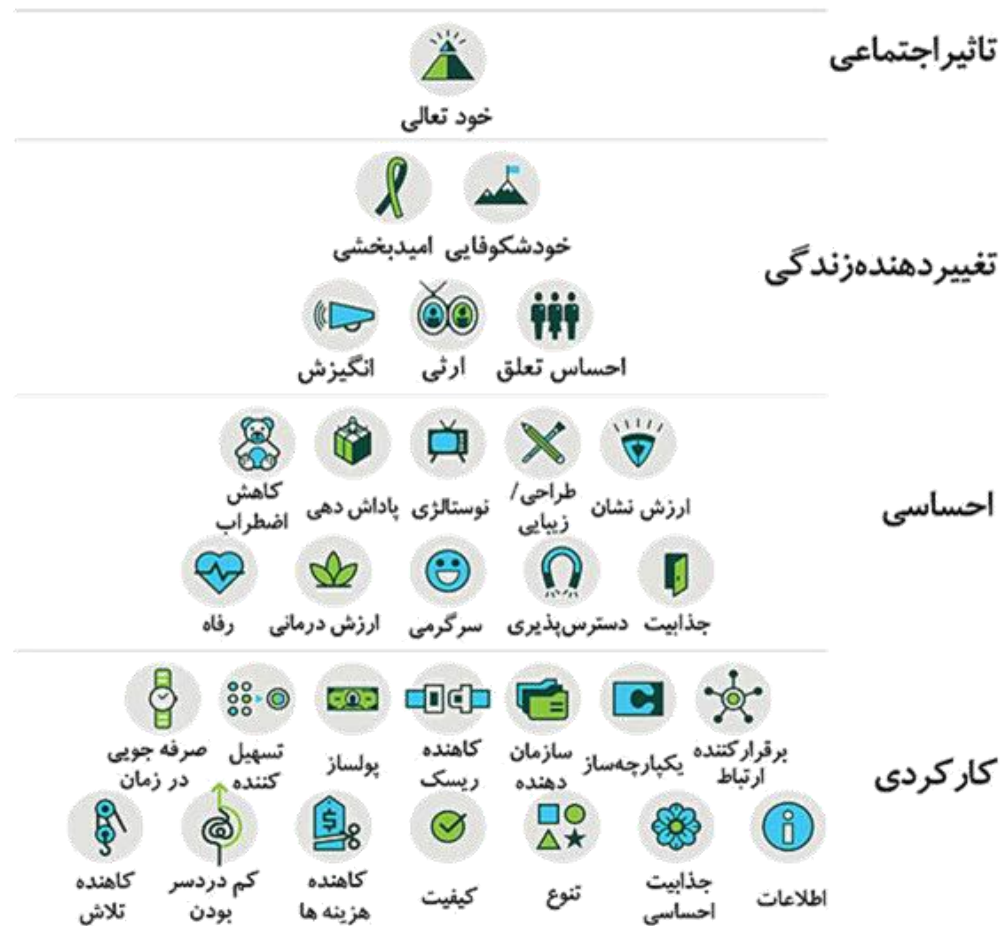 تاثیراجتماعی
خود تعالی
تغییردهنده‌زندگی
خودشکوفایی امیدبخشی
احساس تعلق ارثی انگیزش
احساسی
ارزش نشان
طراحی/
زیبایی
نوستالژی
پاداش دهی
کاهش
اضطراب
جذابیت دسترس‌پذیری سرگرمی ارزش درمانی رفاه
کارکردی
برقرارکننده
ارتباط
یکپارچه‌ساز
سازمان
دهنده
کاهنده
ریسک
پولساز
تسهیل
کننده
صرفه جویی
در زمان
اطلاعات
جذابیت
احساسی
تنوع
کیفیت
کاهنده
هزینه ها
کم دردسر
بودن
کاهنده
تلاش